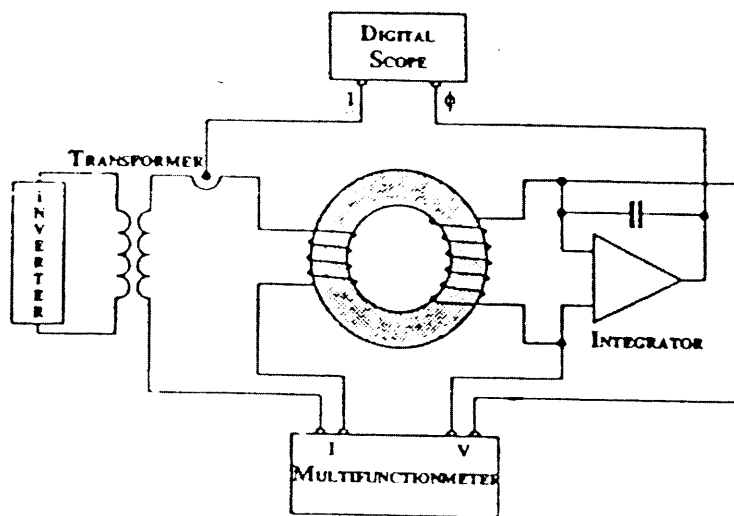 DIGITAL
SCOPE
I
ϕ
TRANSFORMER
INVERTER
INTEGRATOR
I
V
MULTIFUNCTIONMETER